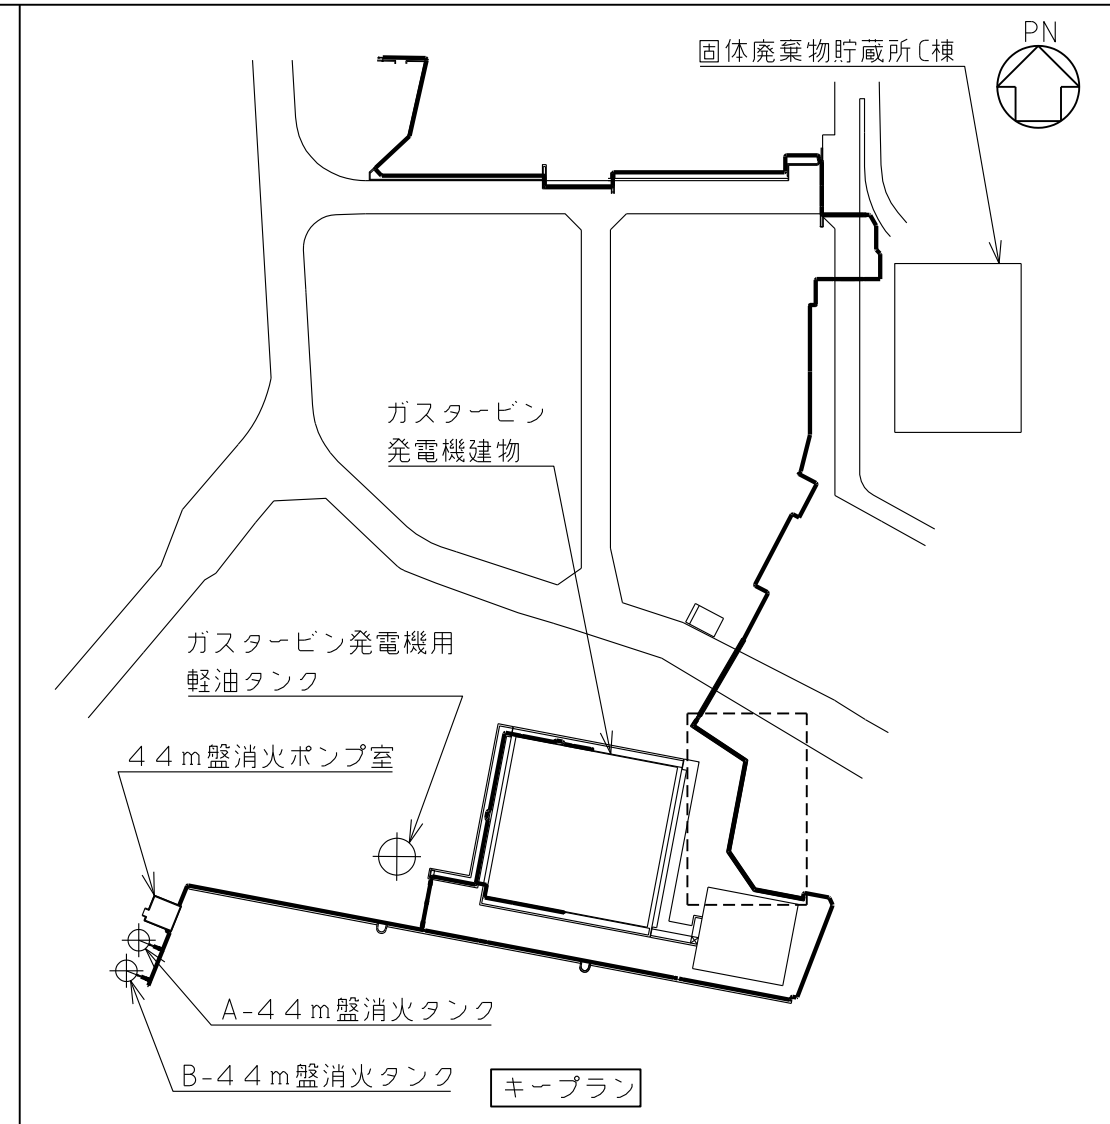 PN
固体廃棄物貯蔵所C棟
ガスタービン
発電機建物
ガスタービン発電機用
軽油タンク
44m盤消火ポンプ室
A-44m盤消火タンク
B-44m盤消火タンク
キープラン